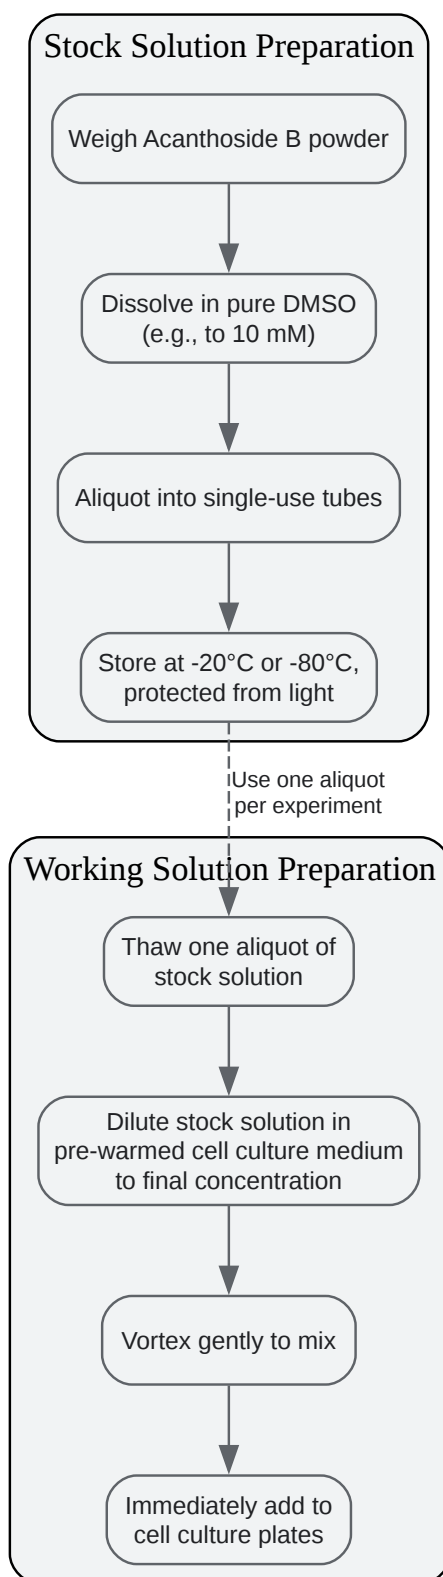 Stock Solution Preparation
Weigh Acanthoside B powder
Dissolve in pure DMSO
(e.g., to 10 mM)
Aliquot into single-use tubes
Store at -20°C or -80°C,
protected from light
Use one aliquot
per experiment
Working Solution Preparation
Thaw one aliquot of
stock solution
Dilute stock solution in
pre-warmed cell culture medium
to final concentration
Vortex gently to mix
Immediately add to
cell culture plates